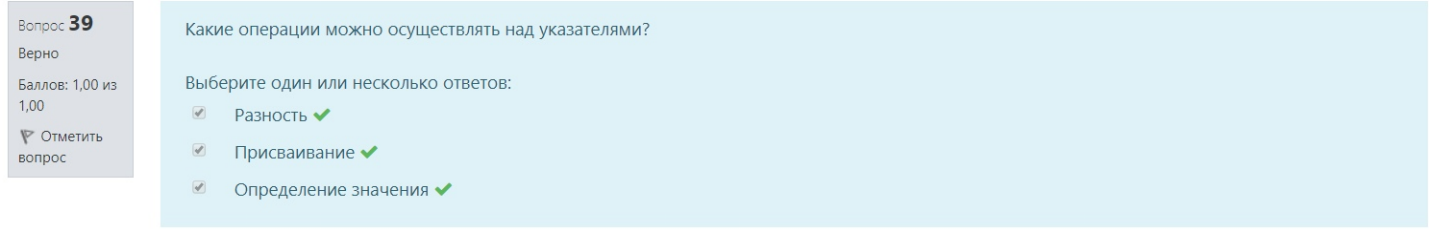 Вопрос 39
Верно
Баллов: 1,00 из
1,00
Отметить
вопрос
Какие операции можно осуществлять над указателями?
Выберите один или несколько ответов:
Разность
Присваивание
Определение значения